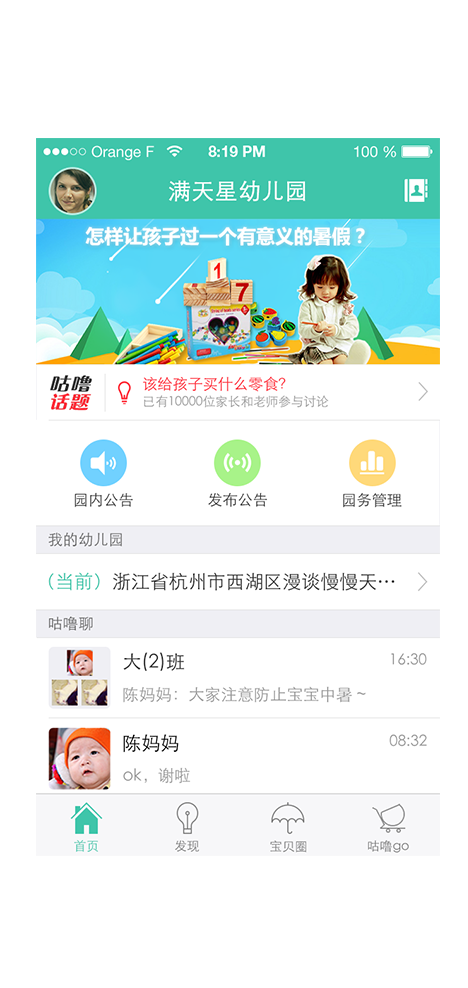 Orange F 8:19 PM 100 %
满天星幼儿园
怎样让孩子过一个有意义的暑假？
1
7
咕噜
话题
该给孩子买什么零食?
已有10000位家长和老师参与讨论
园内公告 发布公告 园务管理
我的幼儿园
(当前) 浙江省杭州市西湖区漫谈慢慢天···
咕噜聊
大(2)班 16:30
陈妈妈：大家注意防止宝宝中暑 ~
陈妈妈 08:32
ok，谢啦
首页 发现 宝贝圈 咕噜go